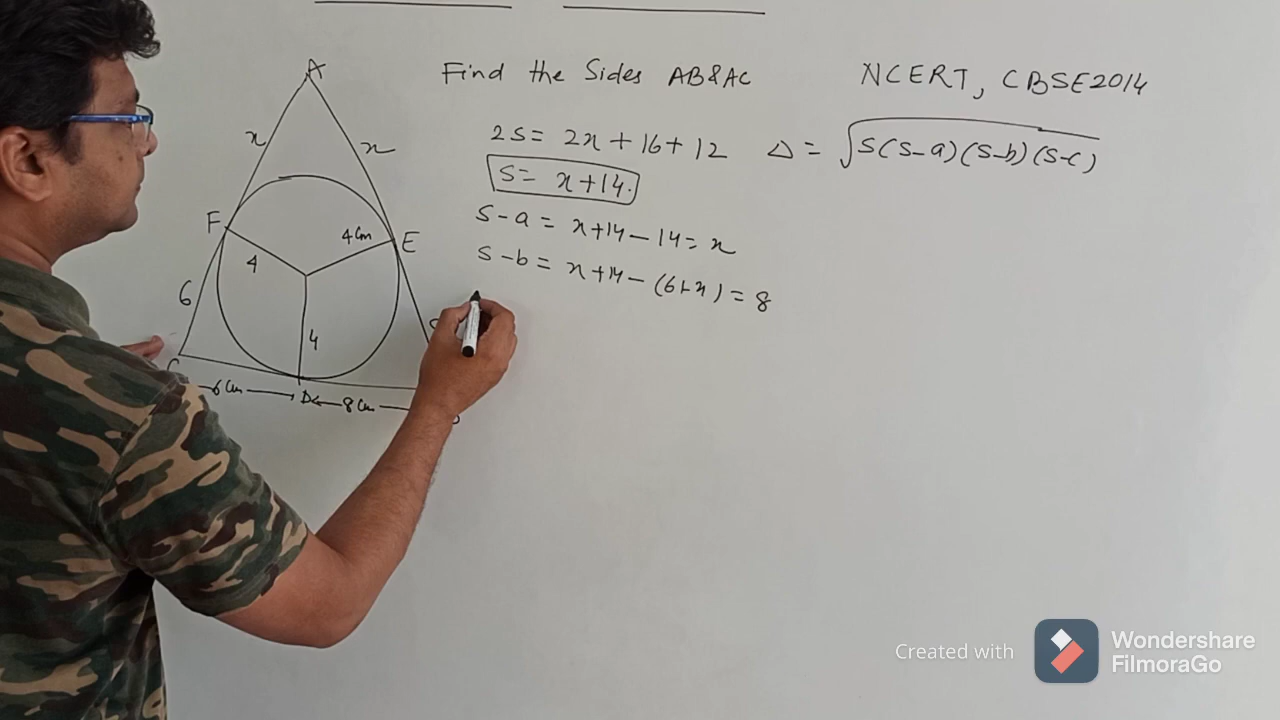 Find the Sides AB&AC
NCERT, CBSE2014
2s = 2x + 16 + 12
Δ = √s(s-a)(s-b)(s-c)
s = x+14.
s-a = x+14-14 = x
s-b = x+14-(6+x) = 8
A
x
x
F
4cm
E
4
6
4
C
6cm
D
8cm
Created with
Wondershare
FilmoraGo